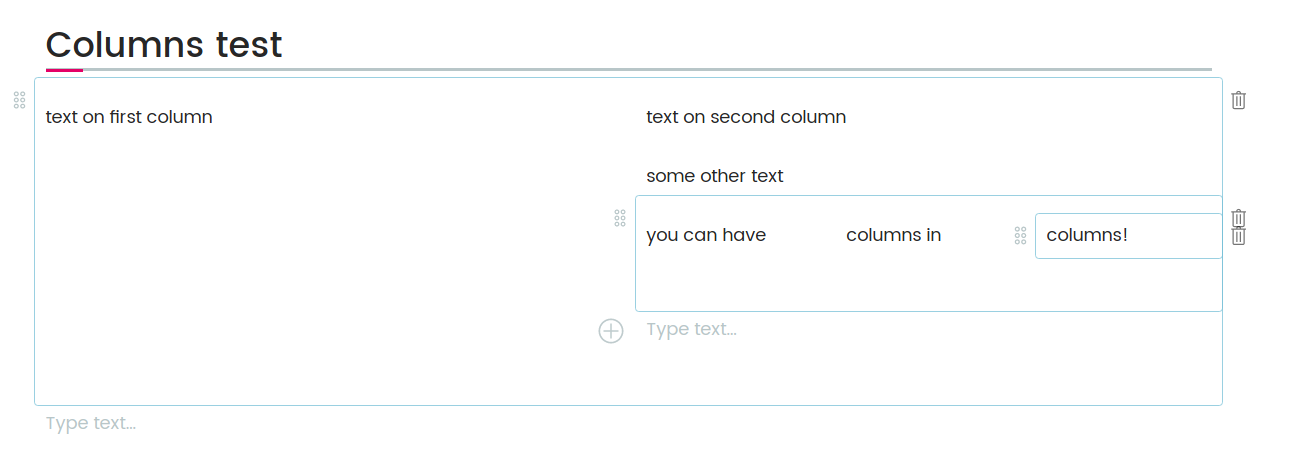 Columns test
text on first column
text on second column
some other text
you can have
columns in
columns!
Type text...
Type text...